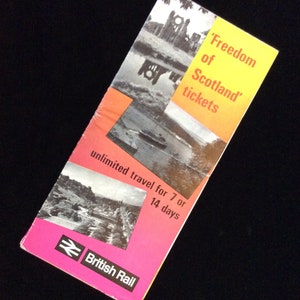 'Freedom
of
Scotland'
tickets
unlimited travel for 7 or
14 days
British Rail